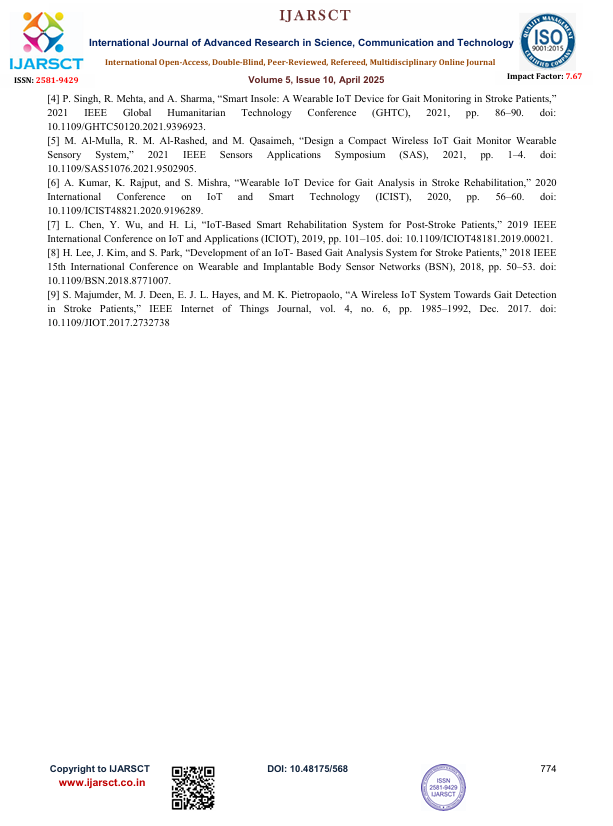 IJARSCT
QUALITY MANAGEMENT
ISO
9001:2015
CERTIFIED COMPANY
IJARSCT
International Journal of Advanced Research in Science, Communication and Technology
International Open-Access, Double-Blind, Peer-Reviewed, Refereed, Multidisciplinary Online Journal
ISSN: 2581-9429
Volume 5, Issue 10, April 2025
Impact Factor: 7.67
[4] P. Singh, R. Mehta, and A. Sharma, “Smart Insole: A Wearable IoT Device for Gait Monitoring in Stroke Patients,”
2021 IEEE Global Humanitarian Technology Conference (GHTC), 2021, pp. 86–90. doi:
10.1109/GHTC50120.2021.9396923.
[5] M. Al-Mulla, R. M. Al-Rashed, and M. Qasaimeh, “Design a Compact Wireless IoT Gait Monitor Wearable
Sensory System,” 2021 IEEE Sensors Applications Symposium (SAS), 2021, pp. 1–4. doi:
10.1109/SAS51076.2021.9502905.
[6] A. Kumar, K. Rajput, and S. Mishra, “Wearable IoT Device for Gait Analysis in Stroke Rehabilitation,” 2020
International Conference on IoT and Smart Technology (ICIST), 2020, pp. 56–60. doi:
10.1109/ICIST48821.2020.9196289.
[7] L. Chen, Y. Wu, and H. Li, “IoT-Based Smart Rehabilitation System for Post-Stroke Patients,” 2019 IEEE
International Conference on IoT and Applications (ICIOT), 2019, pp. 101–105. doi: 10.1109/ICIOT48181.2019.00021.
[8] H. Lee, J. Kim, and S. Park, “Development of an IoT- Based Gait Analysis System for Stroke Patients,” 2018 IEEE
15th International Conference on Wearable and Implantable Body Sensor Networks (BSN), 2018, pp. 50–53. doi:
10.1109/BSN.2018.8771007.
[9] S. Majumder, M. J. Deen, E. J. L. Hayes, and M. K. Pietropaolo, “A Wireless IoT System Towards Gait Detection
in Stroke Patients,” IEEE Internet of Things Journal, vol. 4, no. 6, pp. 1985–1992, Dec. 2017. doi:
10.1109/JIOT.2017.2732738
Copyright to IJARSCT
DOI: 10.48175/568
774
www.ijarsct.co.in
ISSN
2581-9429
IJARSCT